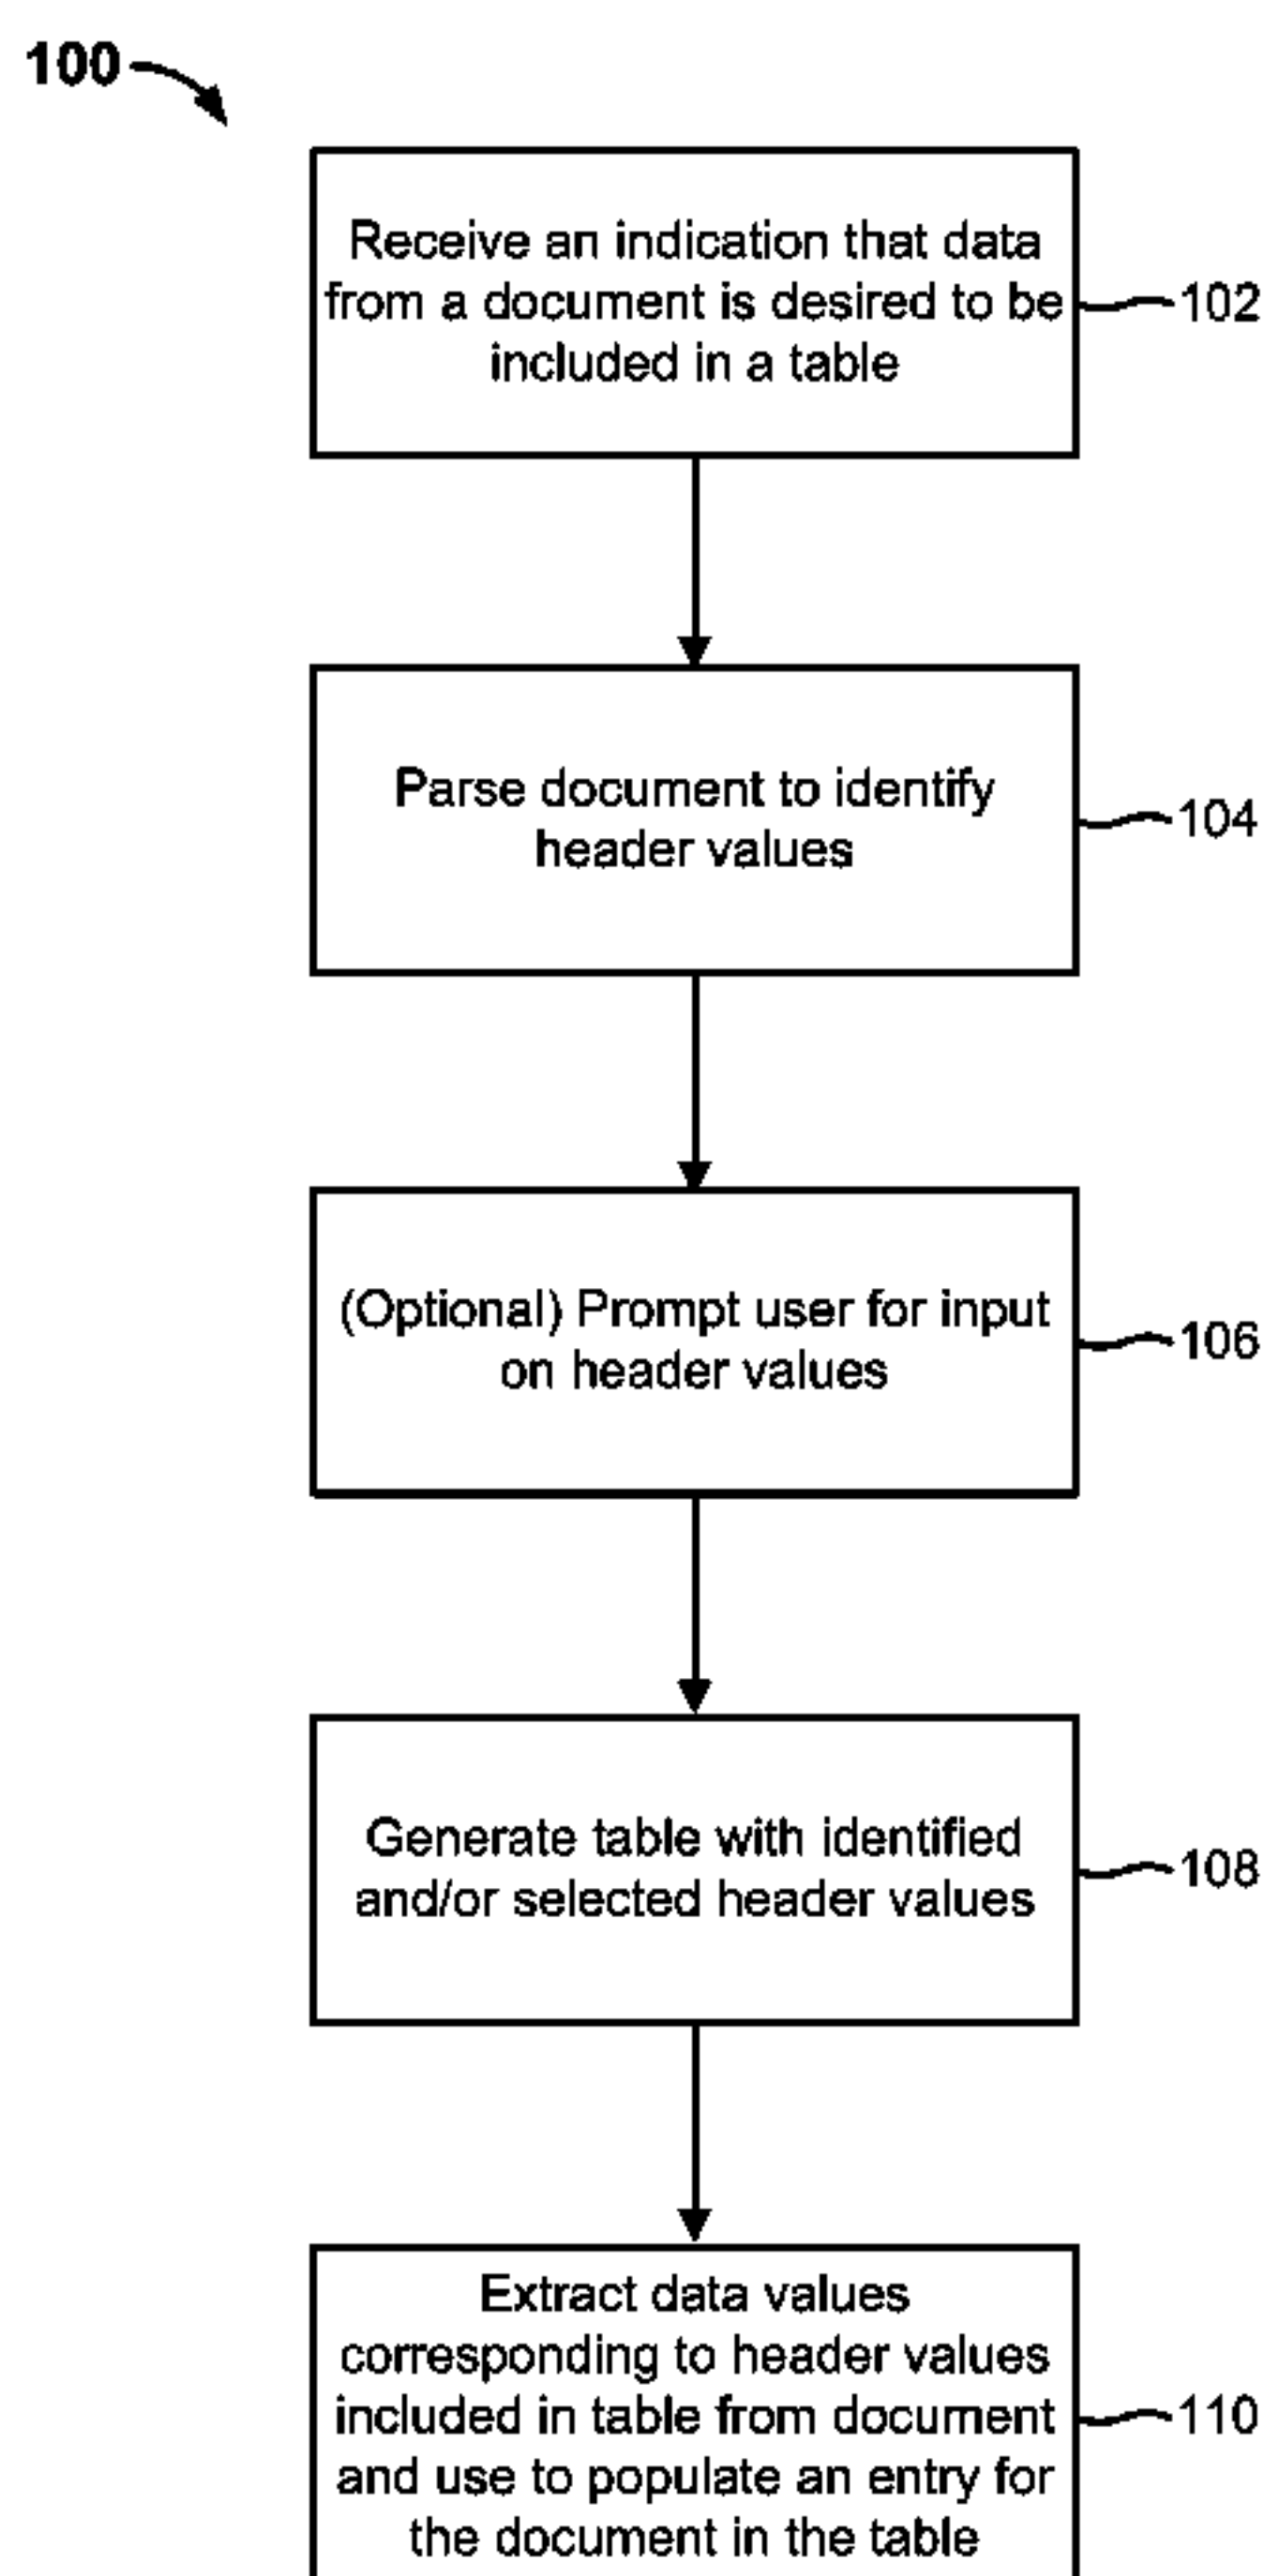 100
Receive an indication that data
from a document is desired to be
included in a table
102
Parse document to identify
header values
104
(Optional) Prompt user for input
on header values
106
Generate table with identified
and/or selected header values
108
Extract data values
corresponding to header values
included in table from document
and use to populate an entry for
the document in the table
110